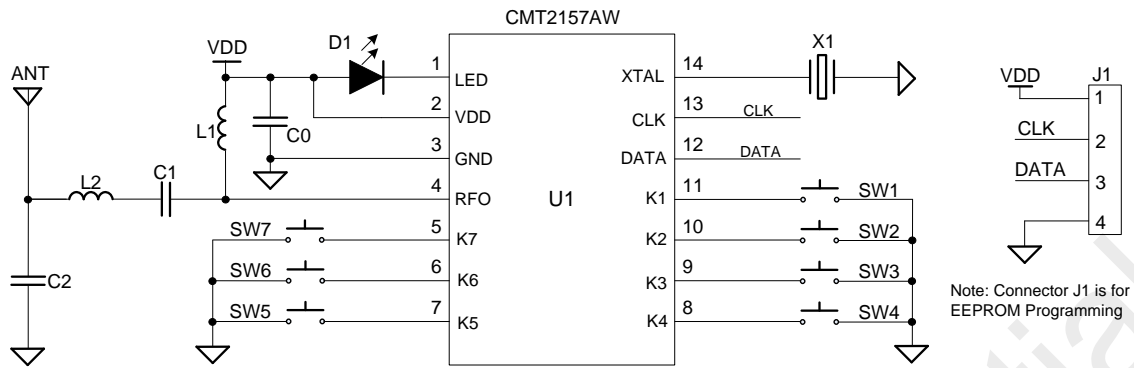 CMT2157AW
ANT
VDD
D1
L1
C0
L2
C1
C2
1 LED
2 VDD
3 GND
4 RFO
5 K7
6 K6
7 K5
SW7
SW6
SW5
U1
XTAL 14
CLK 13 CLK
DATA 12 DATA
K1 11
K2 10
K3 9
K4 8
X1
SW1
SW2
SW3
SW4
VDD
J1
1
CLK
2
DATA
3
4
Note: Connector J1 is for
EEPROM Programming